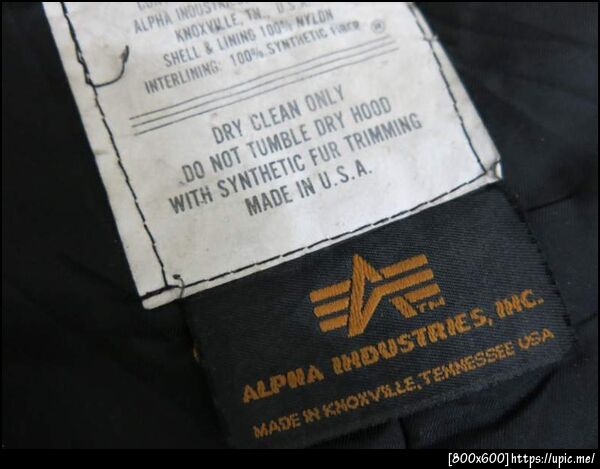 ALPHA INDUSTRIES
KNOXVILLE, TN. U.S.A.
SHELL & LINING 100% NYLON
INTERLINING: 100% SYNTHETIC FIBER ®
DRY CLEAN ONLY
DO NOT TUMBLE DRY HOOD
WITH SYNTHETIC FUR TRIMMING
MADE IN U.S.A.
TM
ALPHA INDUSTRIES, INC.
MADE IN KNOXVILLE, TENNESSEE USA
[800x600]https://upic.me/